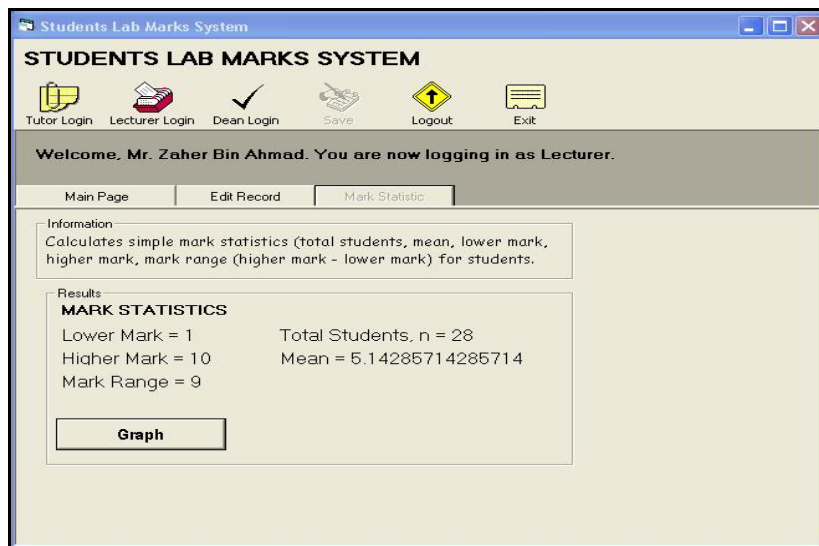 Students Lab Marks System
STUDENTS LAB MARKS SYSTEM
Tutor Login Lecturer Login Dean Login Save Logout Exit
Welcome, Mr. Zaher Bin Ahmad. You are now logging in as Lecturer.
Main Page Edit Record Mark Statistic
Information
Calculates simple mark statistics (total students, mean, lower mark,
higher mark, mark range (higher mark - lower mark) for students.
Results
MARK STATISTICS
Lower Mark = 1 Total Students, n = 28
Higher Mark = 10 Mean = 5.14285714285714
Mark Range = 9
Graph